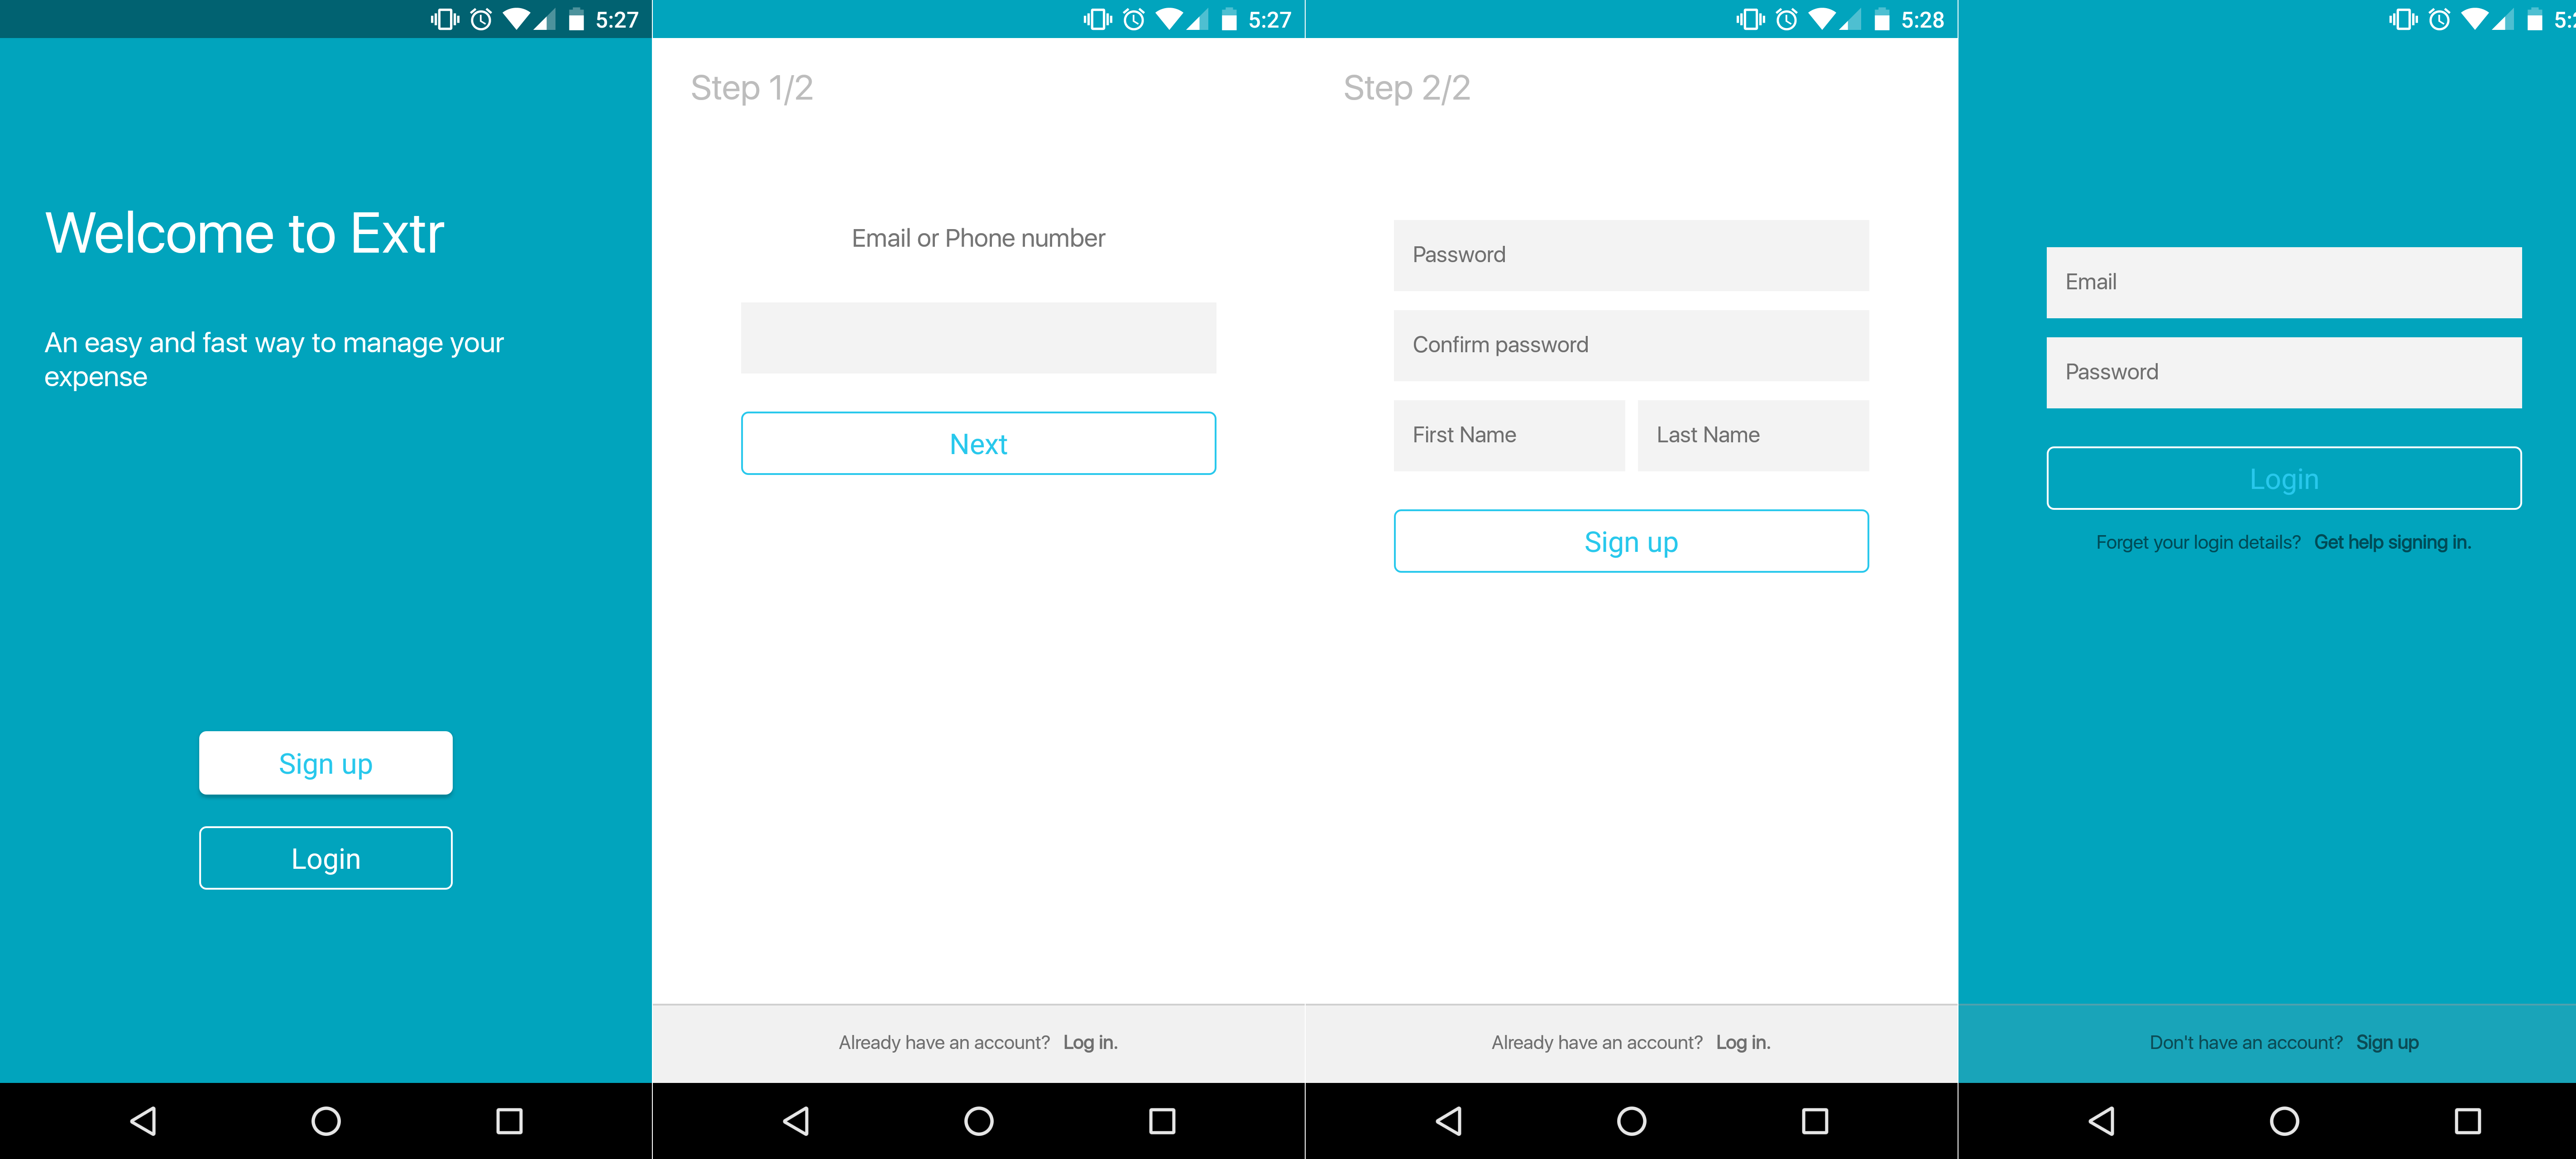 5:27
Welcome to Extr
An easy and fast way to manage your
expense
Sign up
Login
5:27
Step 1/2
Email or Phone number
Next
Already have an account? Log in.
5:28
Step 2/2
Password
Confirm password
First Name Last Name
Sign up
Already have an account? Log in.
Email
Password
Login
Forget your login details? Get help signing in.
Don't have an account? Sign up